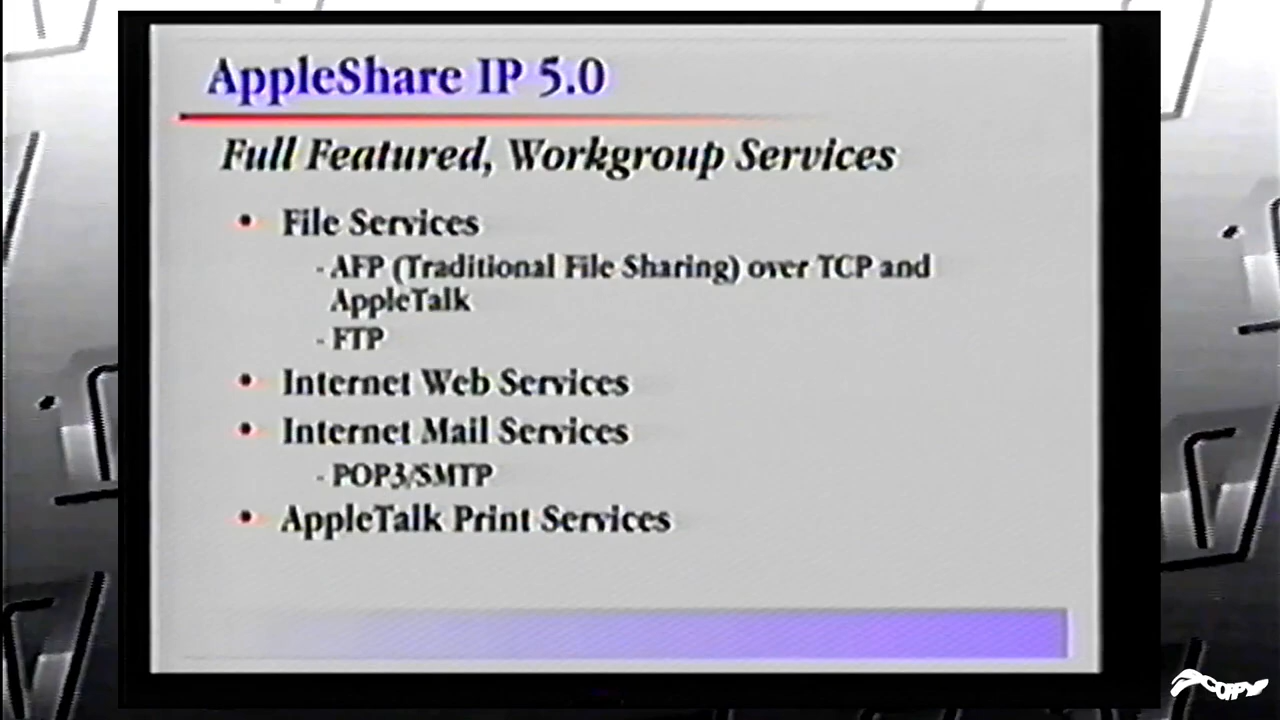 AppleShare IP 5.0
Full Featured, Workgroup Services
• File Services
- AFP (Traditional File Sharing) over TCP and
AppleTalk
- FTP
• Internet Web Services
• Internet Mail Services
- POP3/SMTP
• AppleTalk Print Services